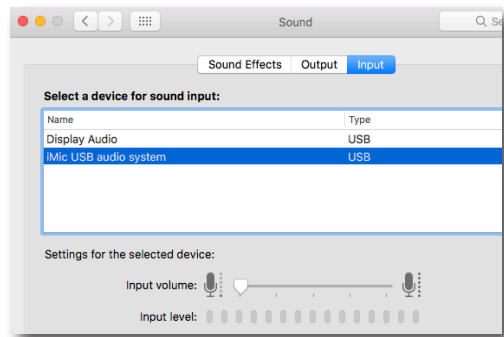 Sound
Se
Sound Effects Output Input
Select a device for sound input:
Name Type
Display Audio USB
iMic USB audio system USB
Settings for the selected device:
Input volume:
Input level: